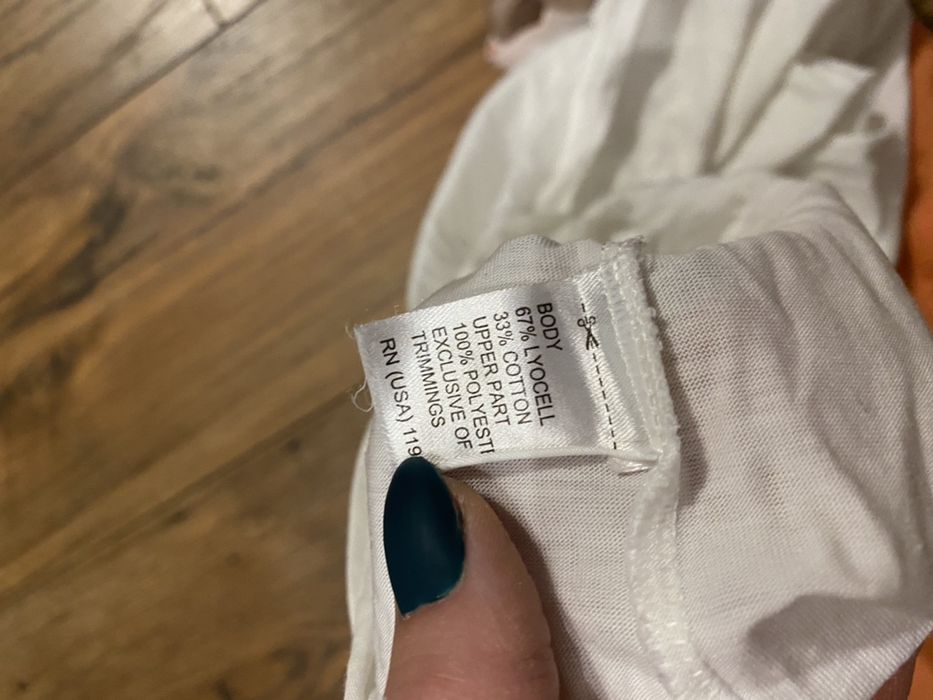 BODY
67% LYOCELL
33% COTTON
UPPER PART
100% POLYEST
EXCLUSIVE OF
TRIMMINGS
RN (USA) 119